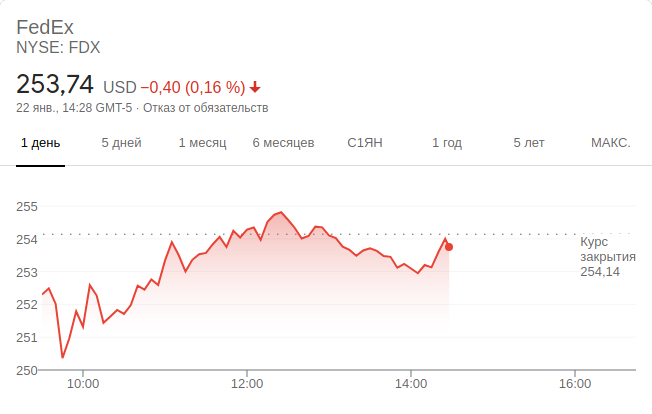 FedEx
NYSE: FDX
253,74 USD −0,40 (0,16 %)
22 янв., 14:28 GMT-5 · Отказ от обязательств
1 день 5 дней 1 месяц 6 месяцев С1ЯН 1 год 5 лет МАКС.
255
254
253
252
251
250
Курс
закрытия
254,14
10:00 12:00 14:00 16:00